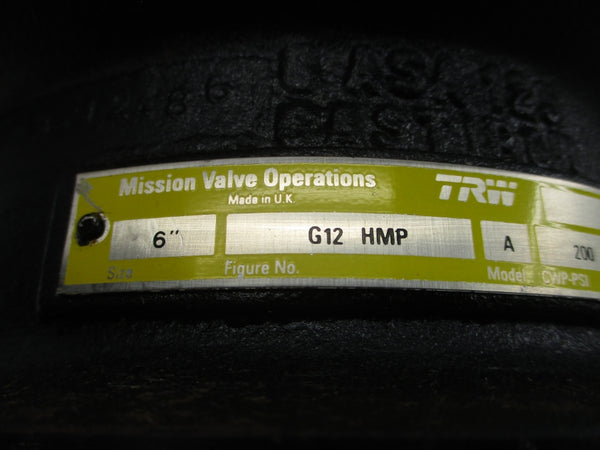 Mission Valve Operations TRW
Made in U.K
6" G12 HMP A 200
Size Figure No. Model CWP-PSI